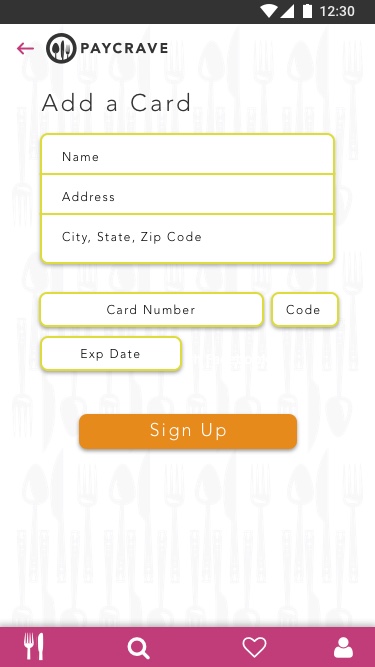 12:30
PAYCRAVE
Add a Card
Name
Address
City, State, Zip Code
Card Number Code
Exp Date
Sign Up